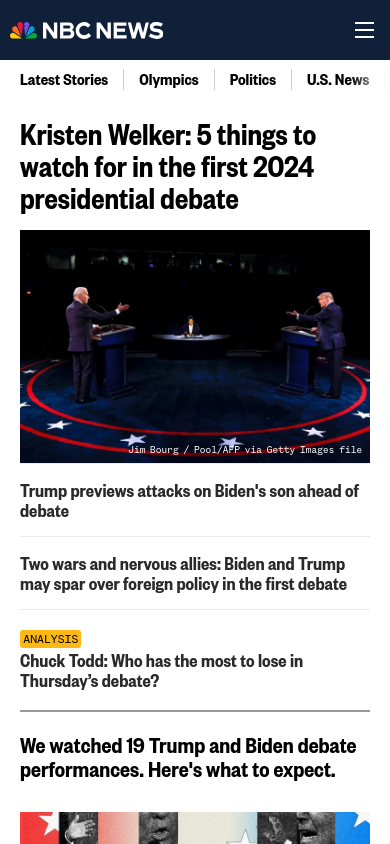 NBC NEWS
Latest Stories
Olympics
Politics
U.S. News
Kristen Welker: 5 things to
watch for in the first 2024
presidential debate
Jim Bourg / Pool/AFP via Getty Images file
Trump previews attacks on Biden's son ahead of
debate
Two wars and nervous allies: Biden and Trump
may spar over foreign policy in the first debate
ANALYSIS
Chuck Todd: Who has the most to lose in
Thursday’s debate?
We watched 19 Trump and Biden debate
performances. Here's what to expect.